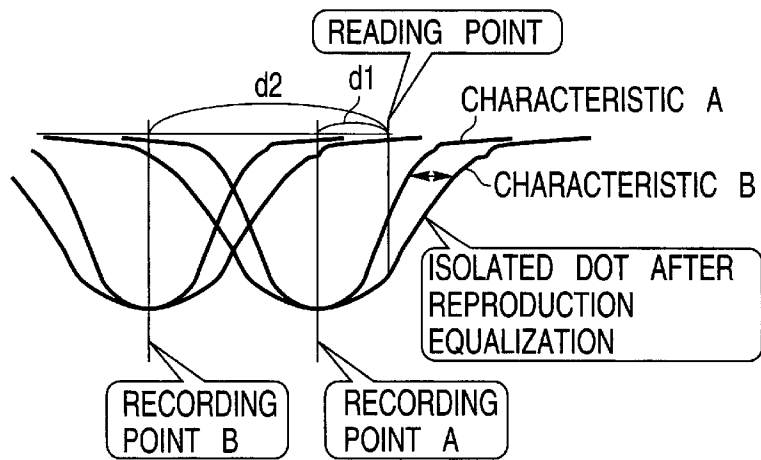 READING POINT
d2
d1
CHARACTERISTIC A
CHARACTERISTIC B
ISOLATED DOT AFTER
REPRODUCTION
EQUALIZATION
RECORDING
POINT B
RECORDING
POINT A